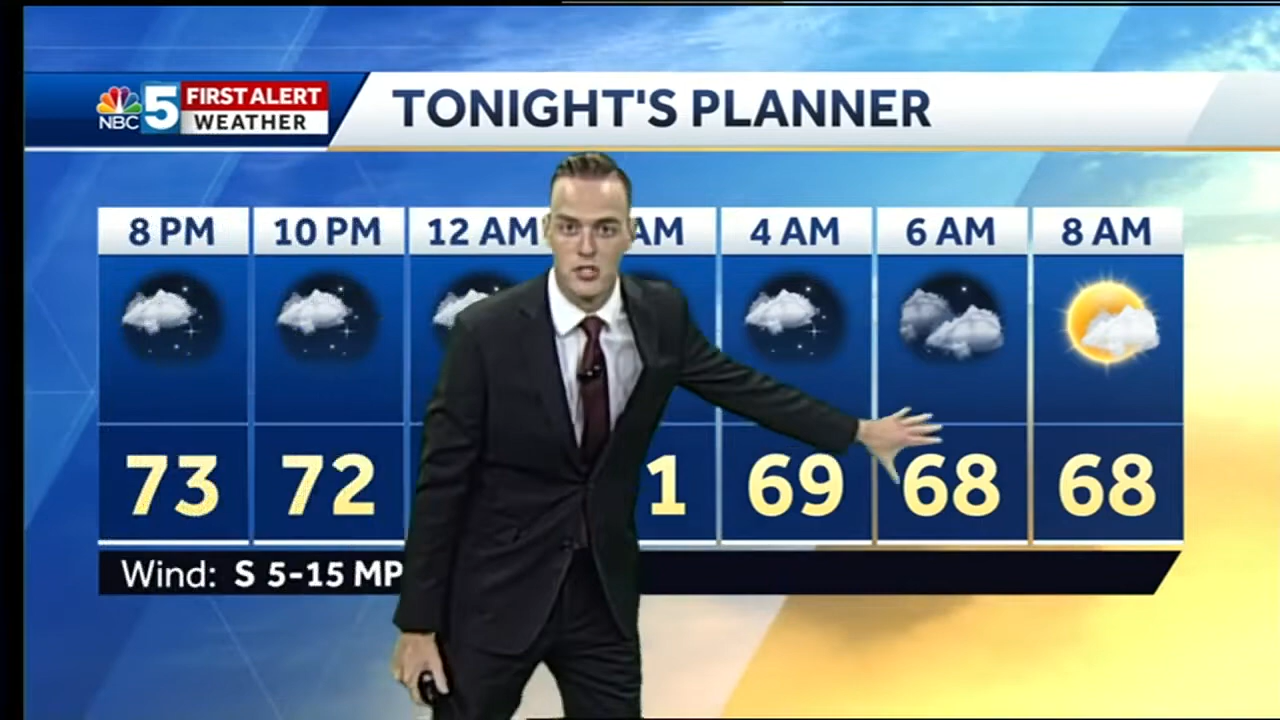 NBC 5 FIRST ALERT
WEATHER
TONIGHT'S PLANNER
8 PM 10 PM 12 AM AM 4 AM 6 AM 8 AM
73 72 1 69 68 68
Wind: S 5-15 MP